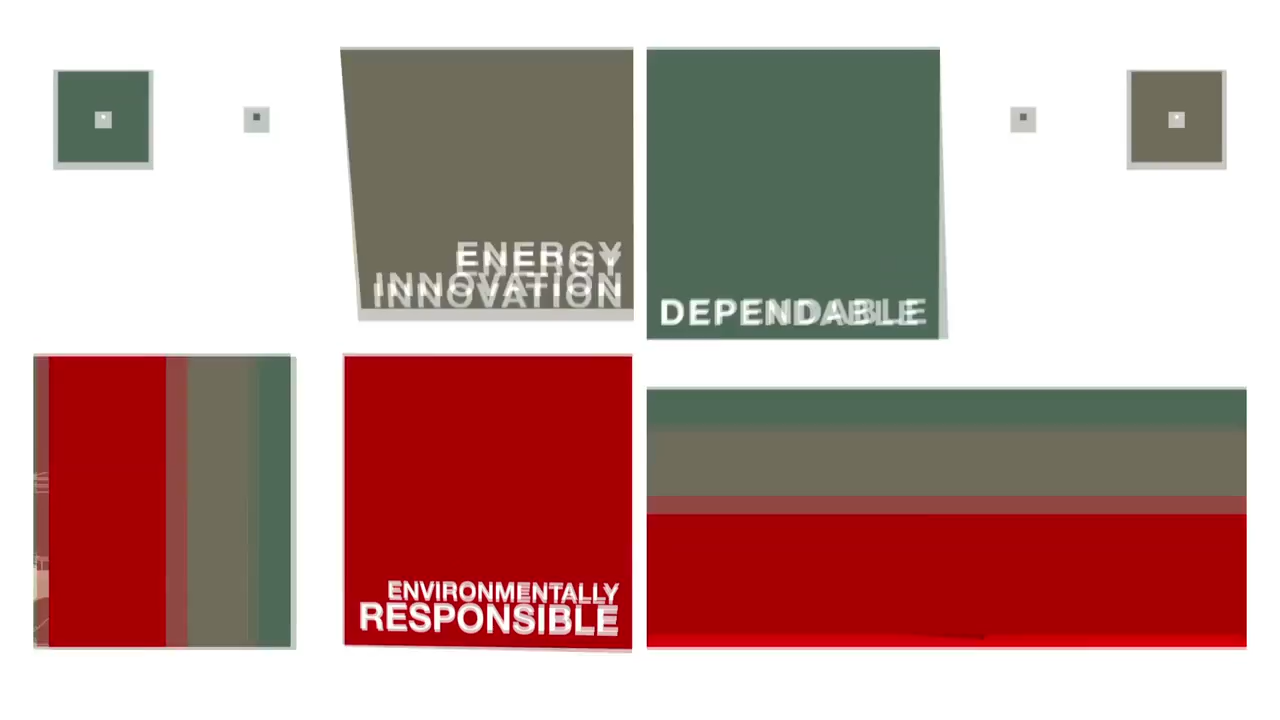 ENERGY
INNOVATION
DEPENDABLE
ENVIRONMENTALLY
RESPONSIBLE